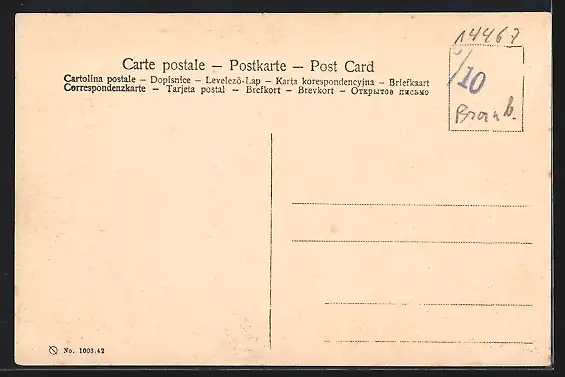 14467
Carte postale – Postkarte – Post Card
Cartolina postale – Dopisnice – Levelező-Lap – Karta korespondencyjna – Briefkaart
Correspondenzkarte – Tarjeta postal – Brefkort – Brevkort – Открытое письмо
/10
No. 1003/42